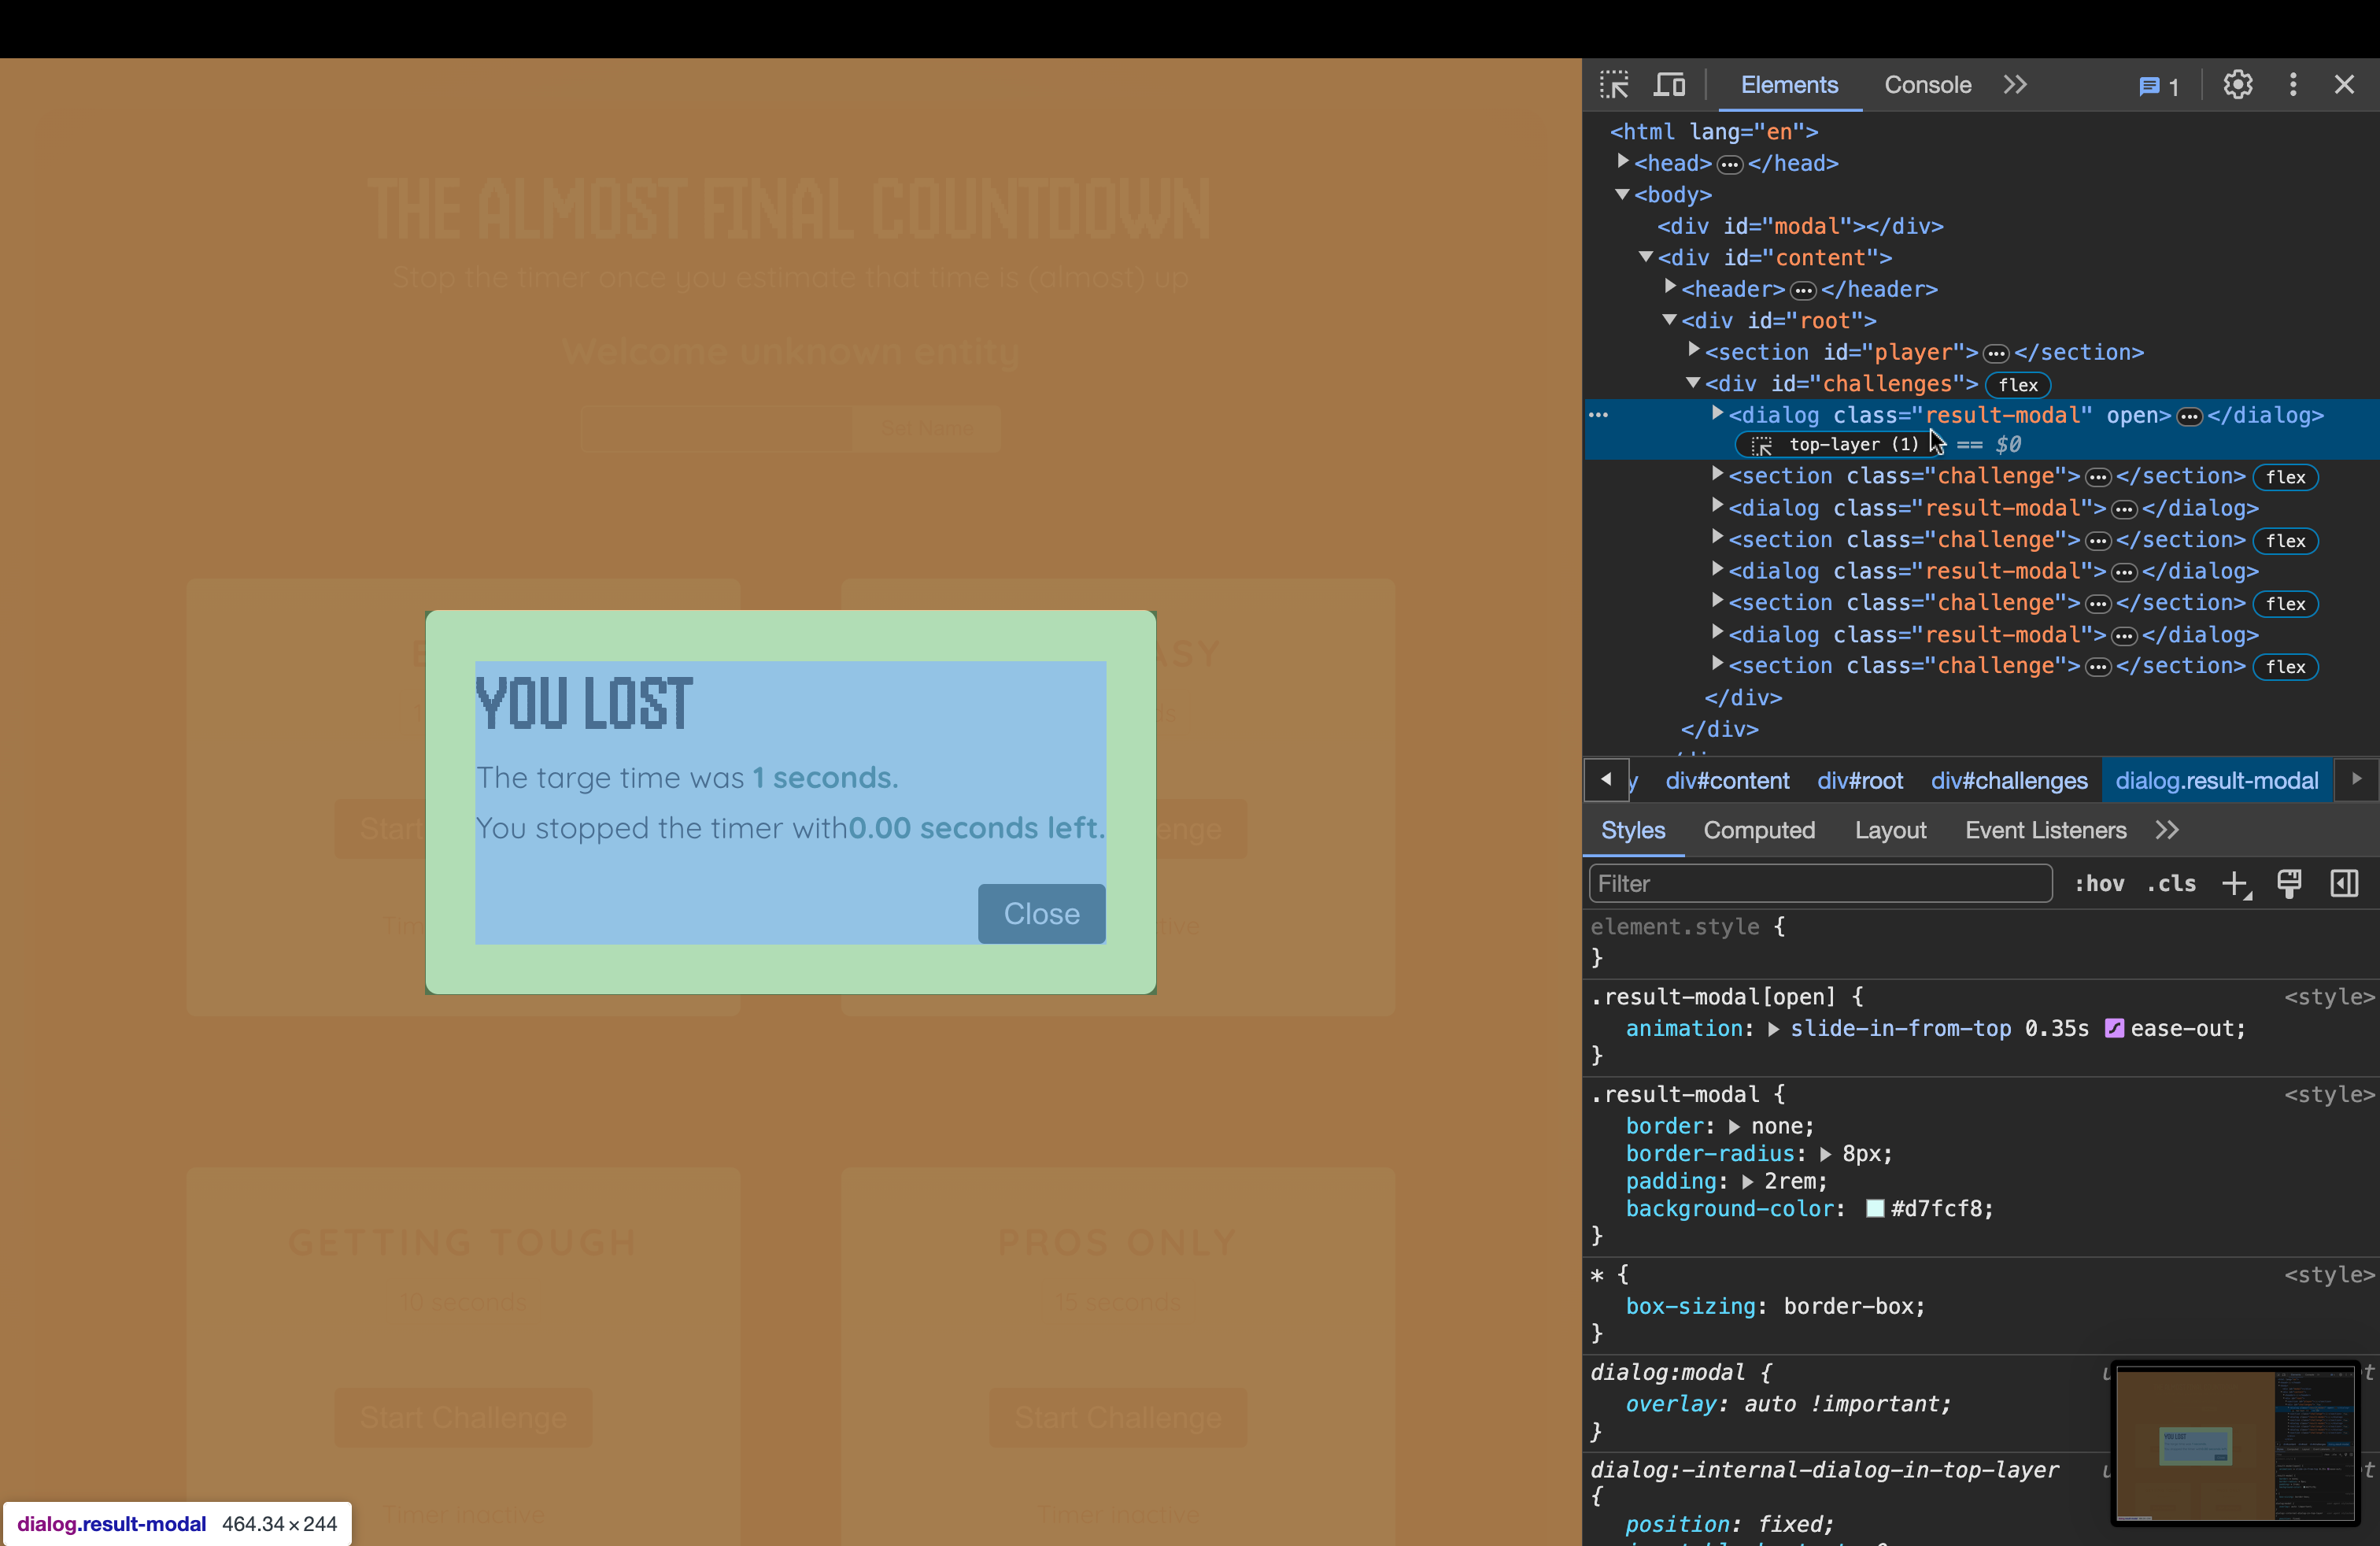 THE ALMOST FINAL COUNTDOWN
Stop the timer once you estimate that time is (almost) up
Welcome unknown entity
Set Name
ASY
YOU LOST
The targe time was 1 seconds.
You stopped the timer with0.00 seconds left.
Close
GETTING TOUGH
10 seconds
Start Challenge
Timer inactive
PROS ONLY
15 seconds
Start Challenge
Timer inactive
dialog.result-modal 464.34×244
Elements Console 1
<html lang="en">
<head> ••• </head>
<body>
<div id="modal"></div>
<div id="content">
<header> ••• </header>
<div id="root">
<section id="player"> ••• </section>
<div id="challenges"> flex
••• <dialog class="result-modal" open> ••• </dialog>
top-layer (1) == $0
<section class="challenge"> ••• </section> flex
<dialog class="result-modal"> ••• </dialog>
<section class="challenge"> ••• </section> flex
<dialog class="result-modal"> ••• </dialog>
<section class="challenge"> ••• </section> flex
<dialog class="result-modal"> ••• </dialog>
<section class="challenge"> ••• </section> flex
</div>
</div>
y div#content div#root div#challenges dialog.result-modal
Styles Computed Layout Event Listeners
Filter :hov .cls
element.style {
}
.result-modal[open] { <style>
animation: slide-in-from-top 0.35s ease-out;
}
.result-modal { <style>
border: none;
border-radius: 8px;
padding: 2rem;
background-color: #d7fcf8;
}
* { <style>
box-sizing: border-box;
}
dialog:modal {
overlay: auto !important;
}
dialog:-internal-dialog-in-top-layer
{
position: fixed;